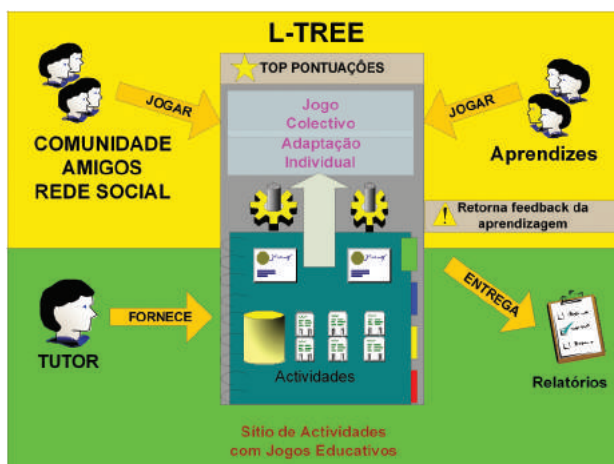 L-TREE
TOP PONTUAÇÕES
JOGAR
JOGAR
Jogo
Colectivo
Adaptação
Individual
COMUNIDADE
AMIGOS
REDE SOCIAL
Aprendizes
Retorna feedback da
aprendizagem
TUTOR
FORNECE
ENTREGA
Actividades
Relatórios
Sítio de Actividades
com Jogos Educativos